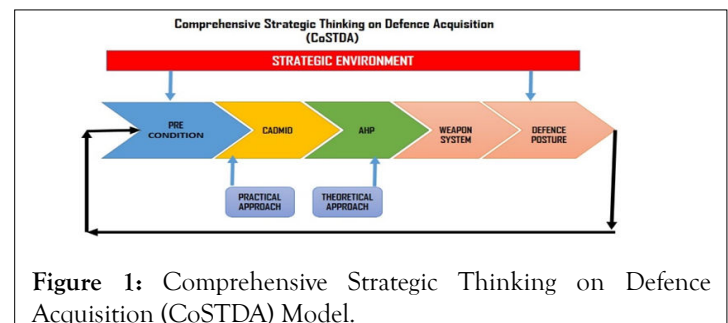 Comprehensive Strategic Thinking on Defence Acquisition
(CoSTDA)
STRATEGIC ENVIRONMENT
PRE
CONDITION
CADMID
AHP
WEAPON
SYSTEM
DEFENCE
POSTURE
PRACTICAL
APPROACH
THEORETICAL
APPROACH
Figure 1: Comprehensive Strategic Thinking on Defence
Acquisition (CoSTDA) Model.